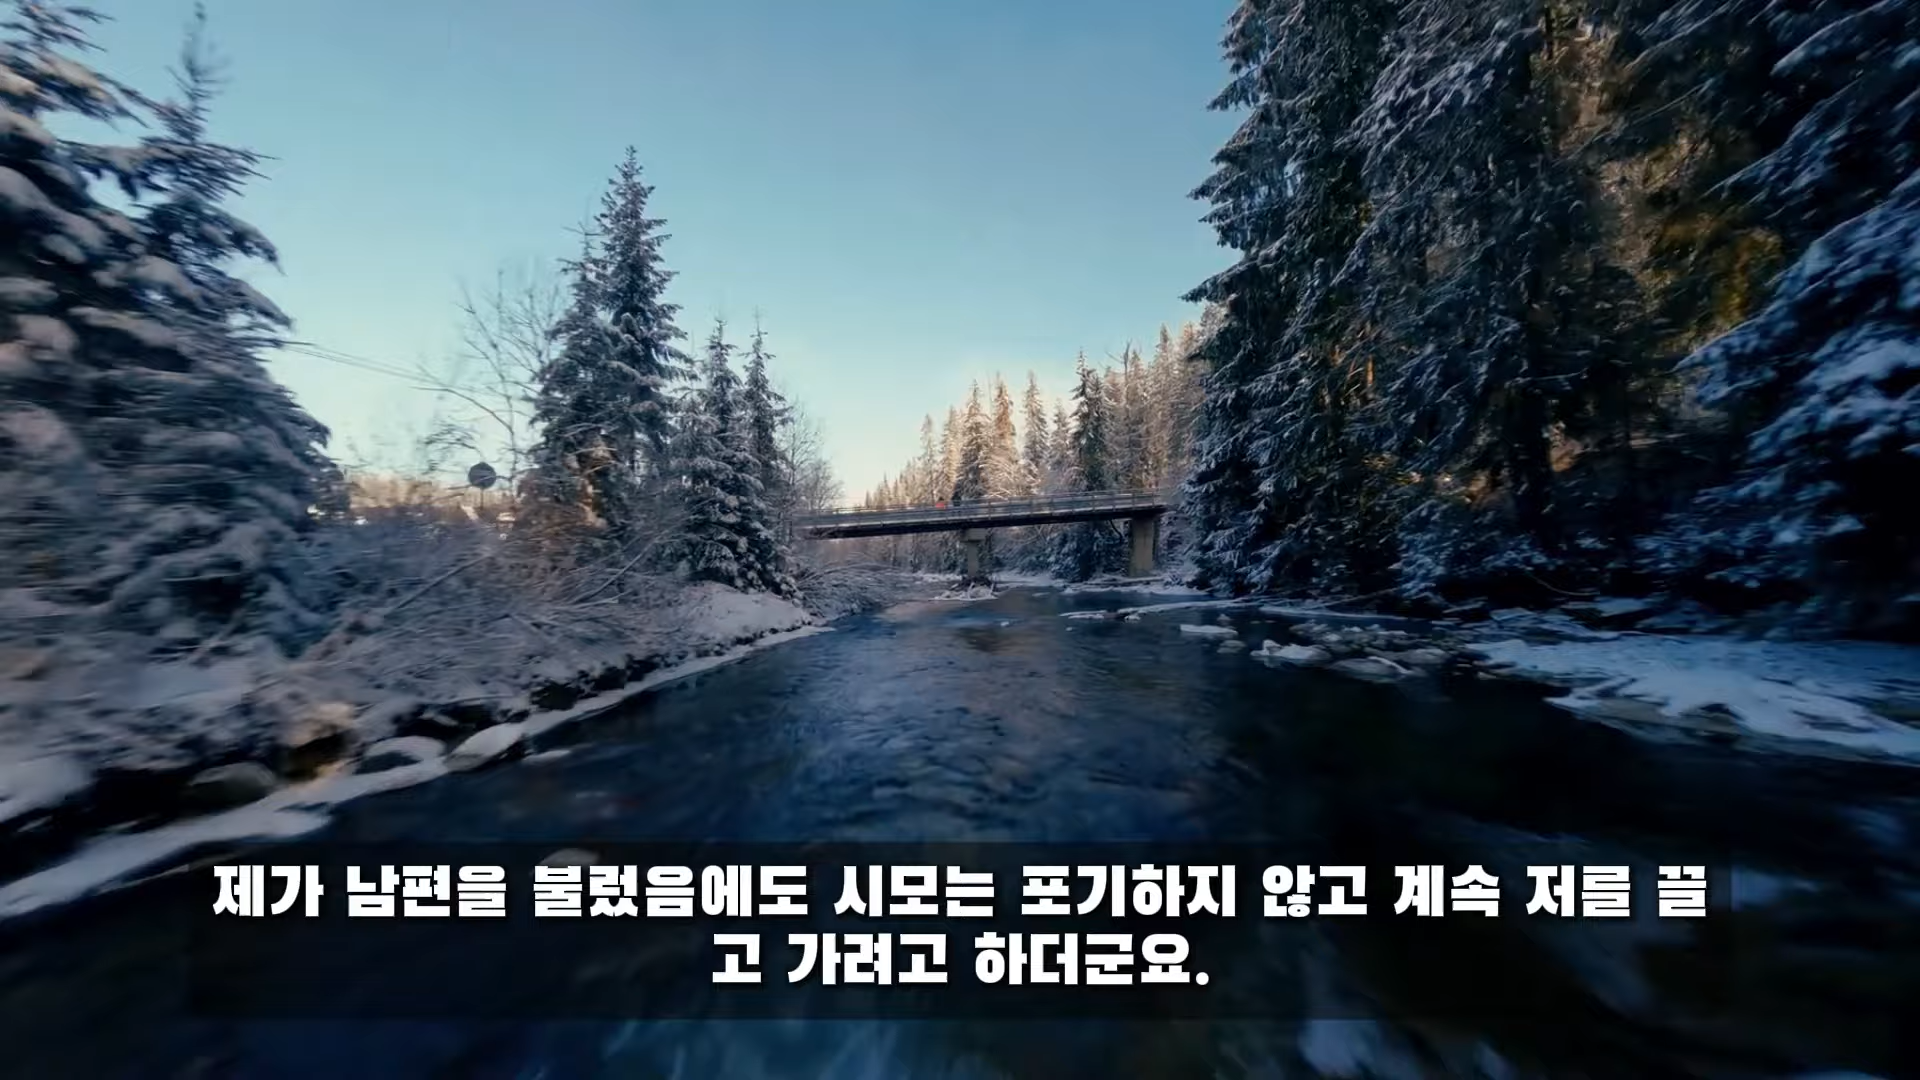 제가 남편을 불렀음에도 시모는 포기하지 않고 계속 저를 끌
고 가려고 하더군요.